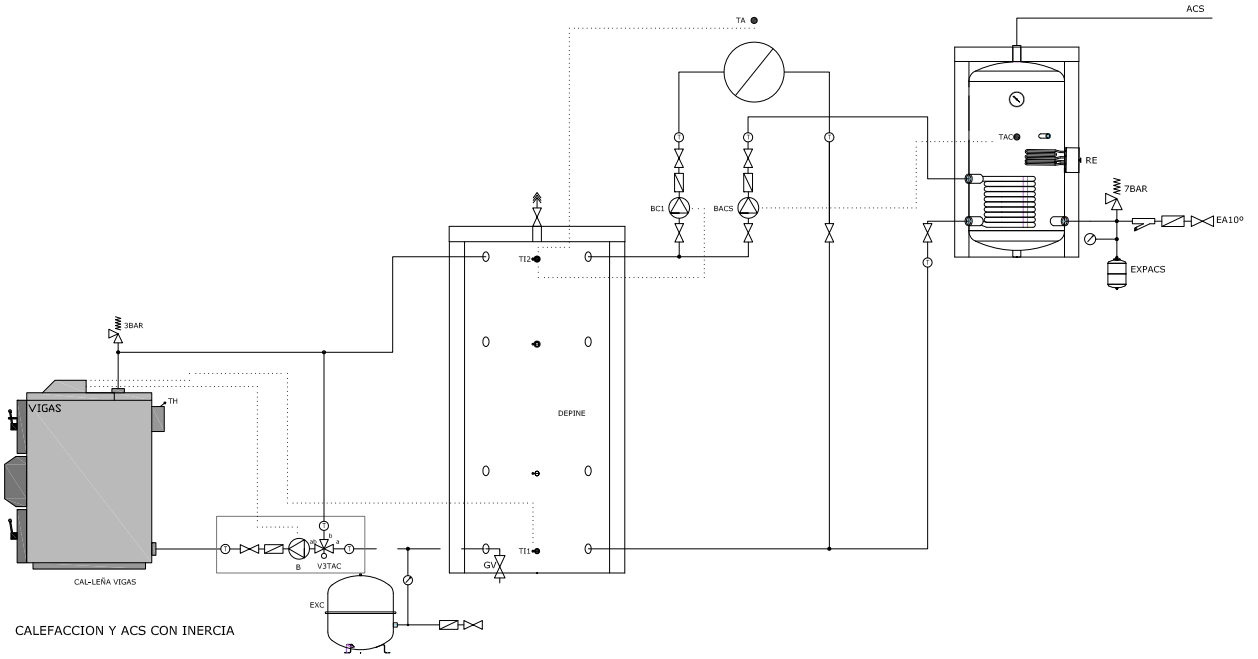 ACS
TA
TAC
RE
7BAR
EA10º
EXPACS
BC1
BACS
TI2
3BAR
VIGAS
TH
DEPINE
T
T
T
T
T
T
T
b
ab
a
B
V3TAC
TI1
GV
CAL-LEÑA VIGAS
EXC
CALEFACCION Y ACS CON INERCIA